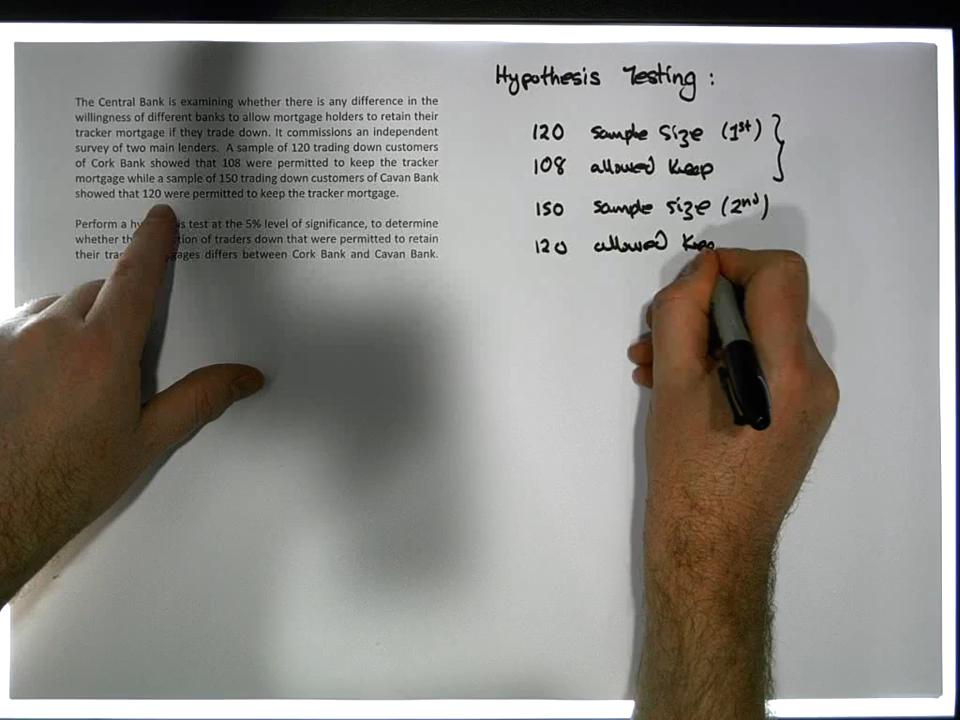 The Central Bank is examining whether there is any difference in the
willingness of different banks to allow mortgage holders to retain their
tracker mortgage if they trade down. It commissions an independent
survey of two main lenders. A sample of 120 trading down customers
of Cork Bank showed that 108 were permitted to keep the tracker
mortgage while a sample of 150 trading down customers of Cavan Bank
showed that 120 were permitted to keep the tracker mortgage.
Perform a test at the 5% level of significance, to determine
whether of traders down that were permitted to retain
their differs between Cork Bank and Cavan Bank.
Hypothesis Testing :
120 Sample Size (1st)
108 allowed Keep
150 Sample Size (2nd)
120 allowed